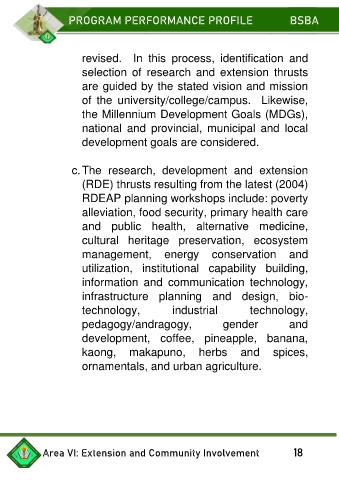 PROGRAM PERFORMANCE PROFILE BSBA
revised. In this process, identification and
selection of research and extension thrusts
are guided by the stated vision and mission
of the university/college/campus. Likewise,
the Millennium Development Goals (MDGs),
national and provincial, municipal and local
development goals are considered.
c. The research, development and extension
(RDE) thrusts resulting from the latest (2004)
RDEAP planning workshops include: poverty
alleviation, food security, primary health care
and public health, alternative medicine,
cultural heritage preservation, ecosystem
management, energy conservation and
utilization, institutional capability building,
information and communication technology,
infrastructure planning and design, bio-
technology, industrial technology,
pedagogy/andragogy, gender and
development, coffee, pineapple, banana,
kaong, makapuno, herbs and spices,
ornamentals, and urban agriculture.
Area VI: Extension and Community Involvement 18